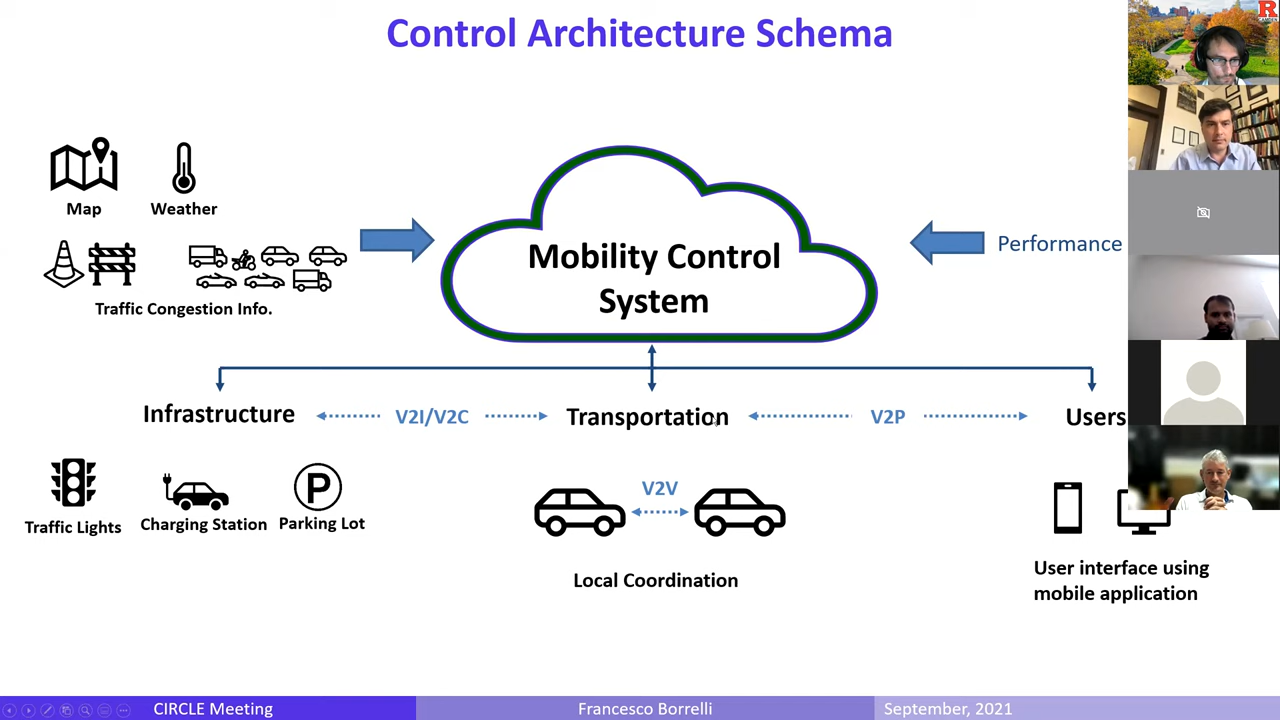 Control Architecture Schema
R
Map
Weather
Traffic Congestion Info.
Mobility Control
System
Performance
Infrastructure
V2I/V2C
Transportation
V2P
Users
P
Traffic Lights
Charging Station
Parking Lot
V2V
Local Coordination
User interface using
mobile application
CIRCLE Meeting
Francesco Borrelli
September, 2021